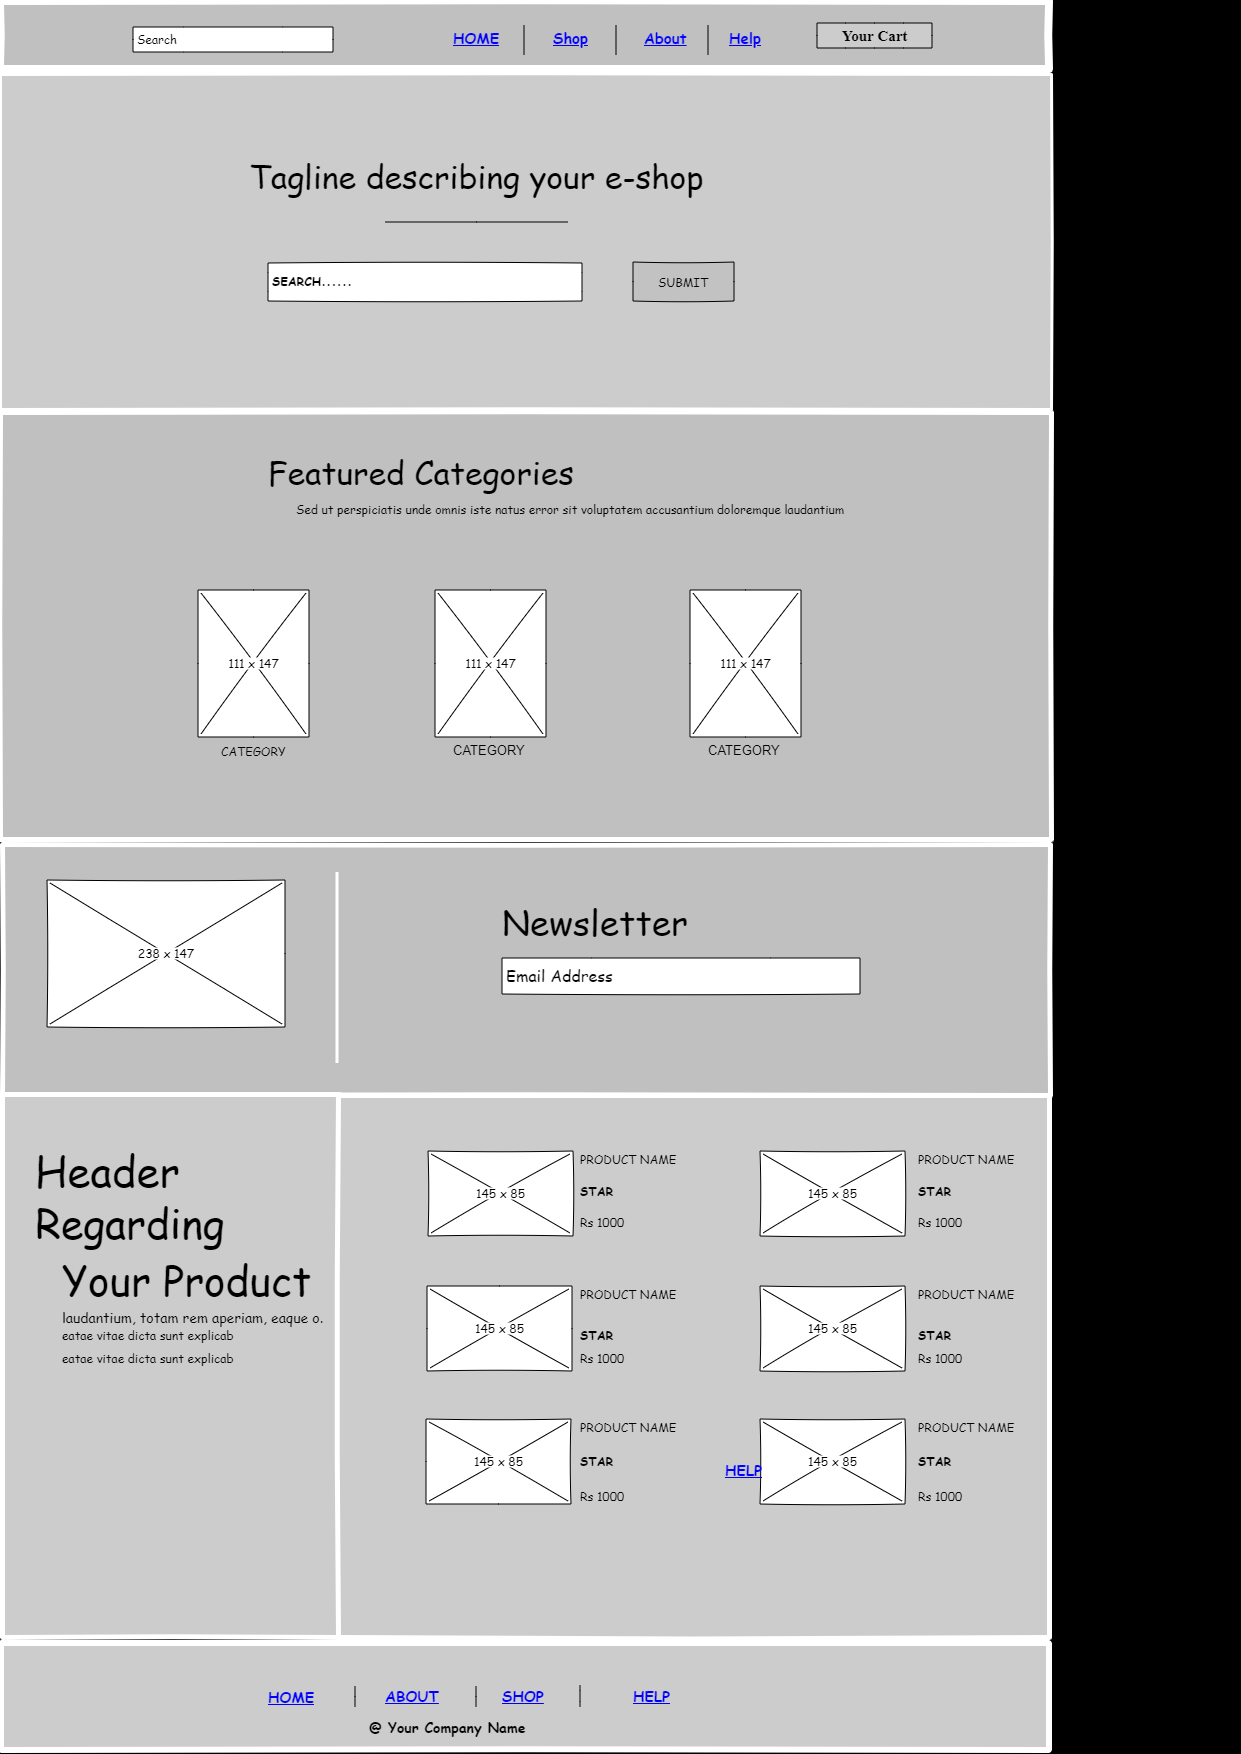 Search
HOME
Shop
About
Help
Your Cart
Tagline describing your e-shop
SEARCH......
SUBMIT
Featured Categories
Sed ut perspiciatis unde omnis iste natus error sit voluptatem accusantium doloremque laudantium
111 x 147
111 x 147
111 x 147
CATEGORY
CATEGORY
CATEGORY
238 x 147
Newsletter
Email Address
Header
Regarding
Your Product
laudantium, totam rem aperiam, eaque o.
eatae vitae dicta sunt explicab
eatae vitae dicta sunt explicab
145 x 85
PRODUCT NAME
STAR
Rs 1000
145 x 85
PRODUCT NAME
STAR
Rs 1000
145 x 85
PRODUCT NAME
STAR
Rs 1000
145 x 85
PRODUCT NAME
STAR
Rs 1000
145 x 85
PRODUCT NAME
STAR
Rs 1000
HELP
145 x 85
PRODUCT NAME
STAR
Rs 1000
HOME
ABOUT
SHOP
HELP
@ Your Company Name